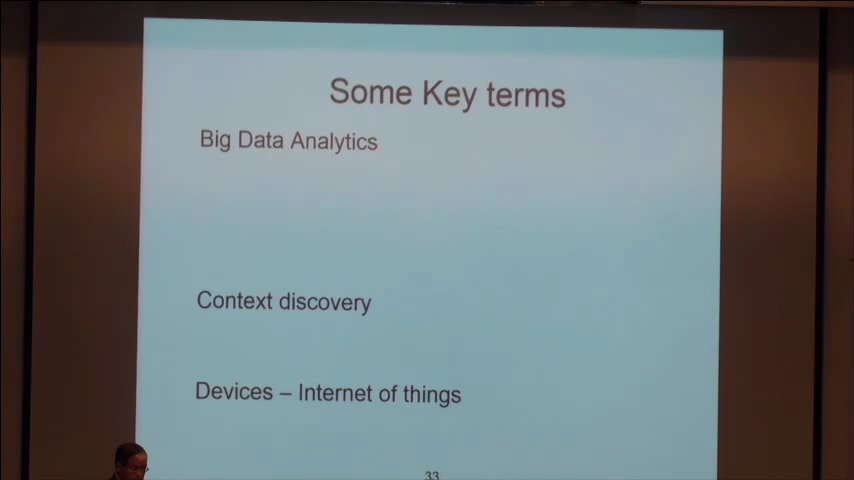 Some Key terms
Big Data Analytics
Context discovery
Devices – Internet of things
33